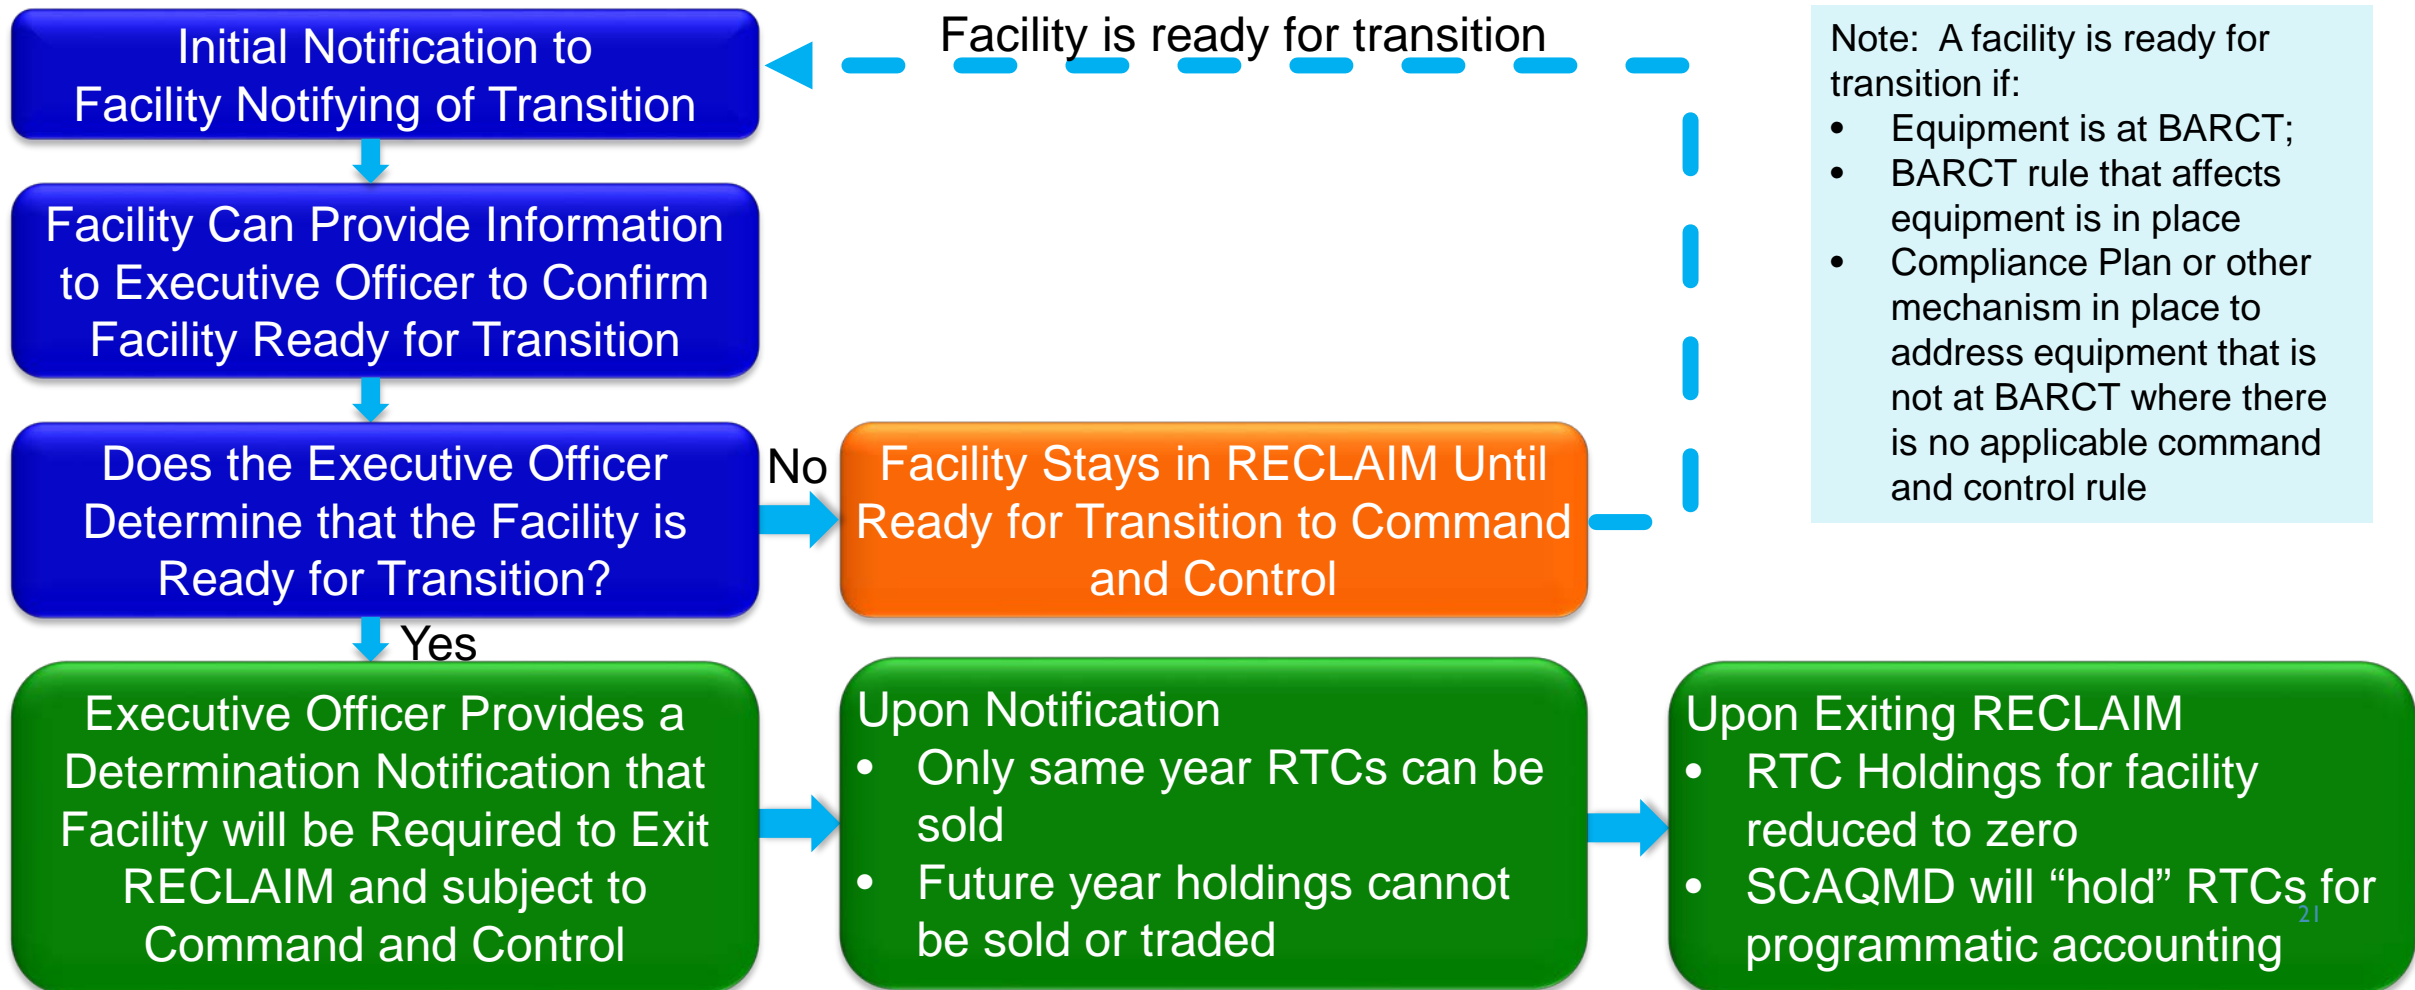 Initial Notification to
Facility Notifying of Transition
Facility is ready for transition
Note:  A facility is ready for
transition if:
• Equipment is at BARCT;
• BARCT rule that affects
equipment is in place
• Compliance Plan or other
mechanism in place to
address equipment that is
not at BARCT where there
is no applicable command
and control rule
Facility Can Provide Information
to Executive Officer to Confirm
Facility Ready for Transition
Does the Executive Officer
Determine that the Facility is
Ready for Transition?
No
Facility Stays in RECLAIM Until
Ready for Transition to Command
and Control
Yes
Executive Officer Provides a
Determination Notification that
Facility will be Required to Exit
RECLAIM and subject to
Command and Control
Upon Notification
• Only same year RTCs can be
sold
• Future year holdings cannot
be sold or traded
Upon Exiting RECLAIM
• RTC Holdings for facility
reduced to zero
• SCAQMD will “hold” RTCs for
programmatic accounting
21